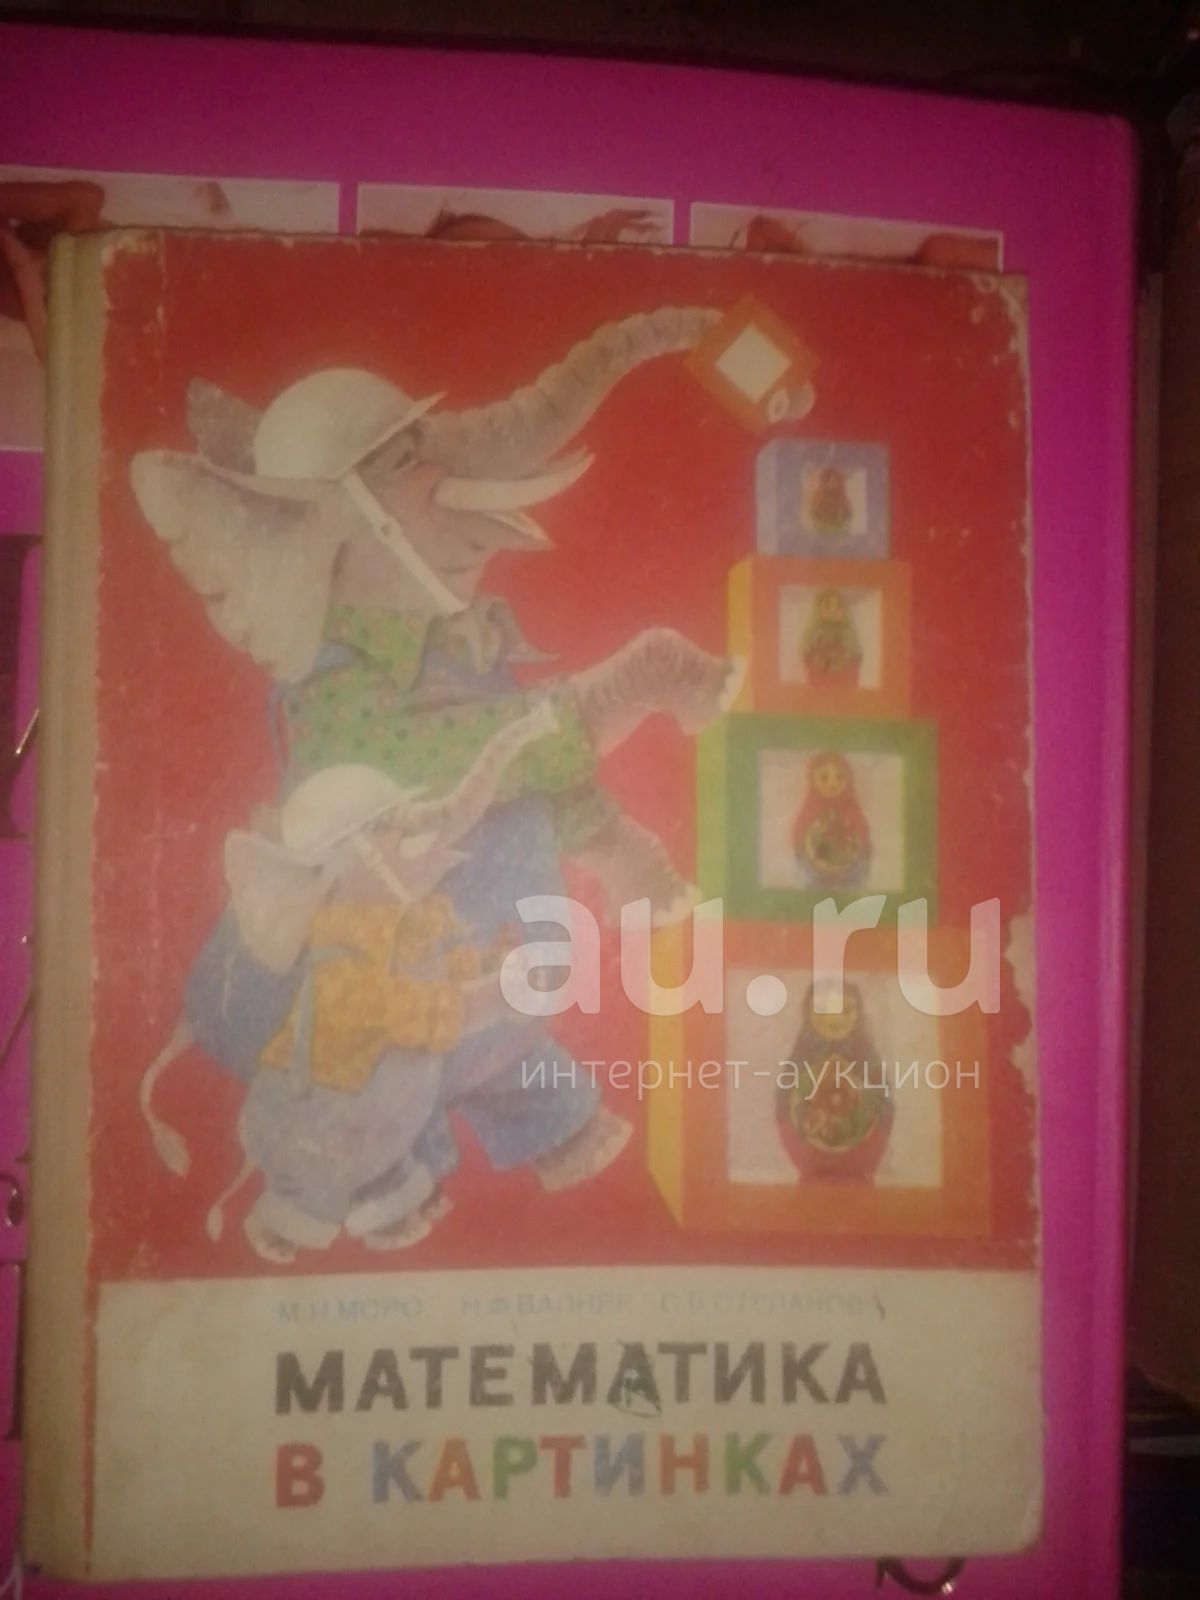 au.ru
интернет-аукцион
М.И.МОРО Н.Ф.ВАПНЯР С.В.СТЕПАНОВА
МАТЕМАТИКА
В КАРТИНКАХ